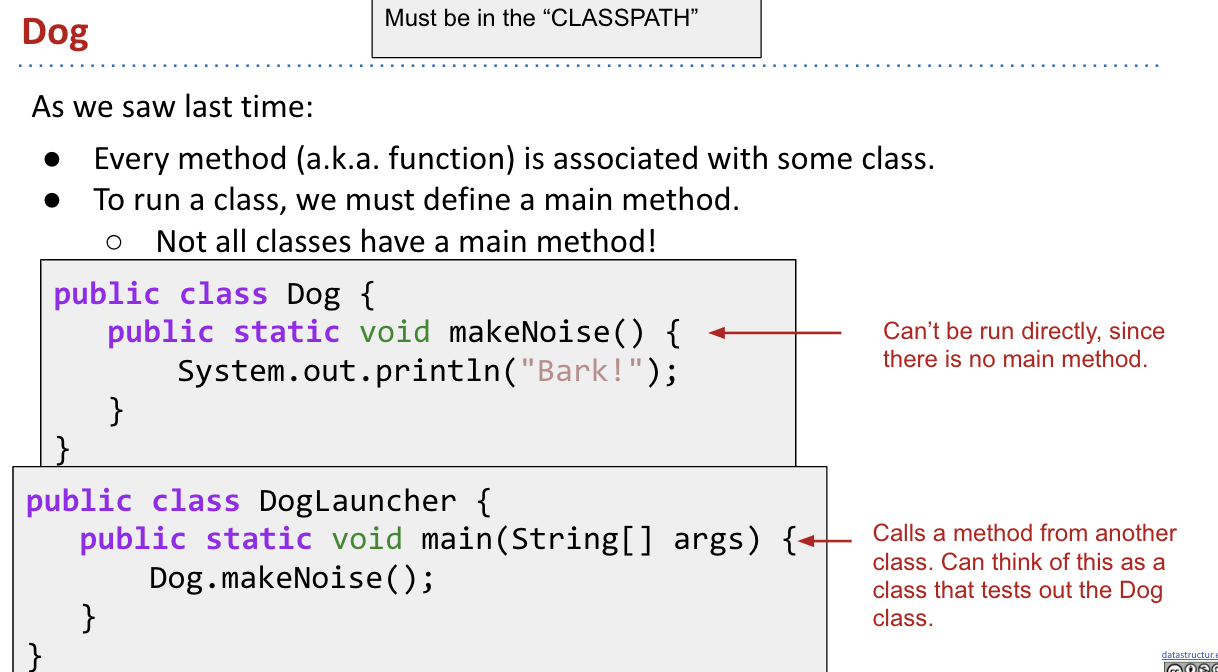 Dog
Must be in the “CLASSPATH”
As we saw last time:
● Every method (a.k.a. function) is associated with some class.
● To run a class, we must define a main method.
○ Not all classes have a main method!
public class Dog {
public static void makeNoise() {
System.out.println("Bark!");
}
}
Can’t be run directly, since
there is no main method.
public class DogLauncher {
public static void main(String[] args) {
Dog.makeNoise();
}
}
Calls a method from another
class. Can think of this as a
class that tests out the Dog
class.
datastructur.e